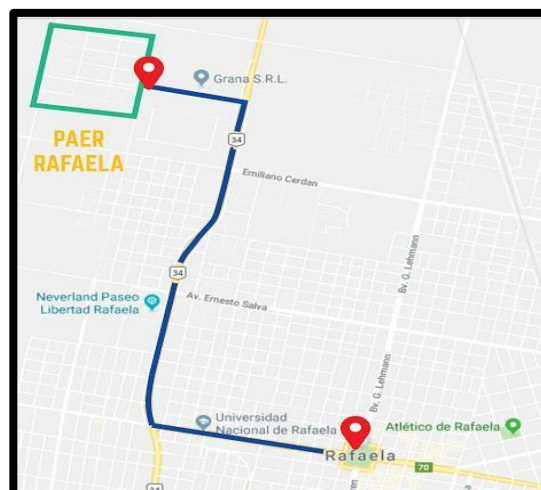 Grana S.R.L.
PAER
RAFAELA
34
Emiliano Cerdan
Bv. G. Lehmann
34
Neverland Paseo
Libertad Rafaela
Av. Ernesto Salva
Bv. G. Lehmann
Universidad
Nacional de Rafaela
Atlético de Rafaela
Rafaela
70
34